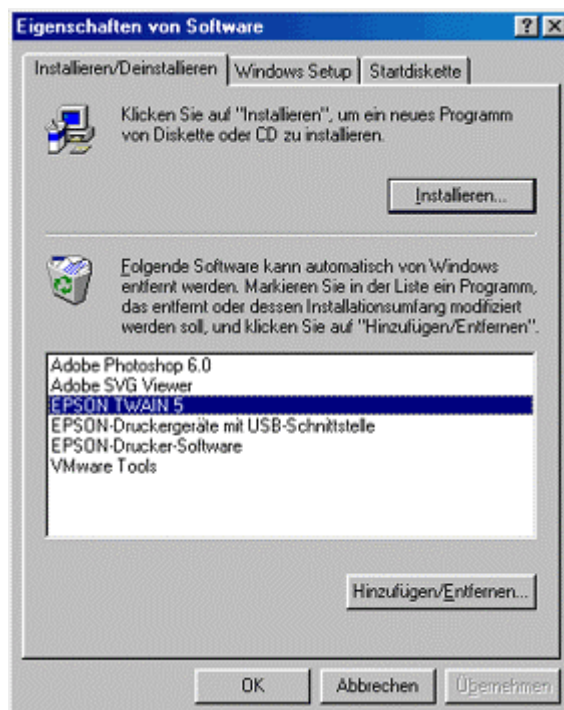 Eigenschaften von Software
Installieren/Deinstallieren Windows Setup Startdiskette
Klicken Sie auf "Installieren", um ein neues Programm
von Diskette oder CD zu installieren.
Installieren...
Folgende Software kann automatisch von Windows
entfernt werden. Markieren Sie in der Liste ein Programm,
das entfernt oder dessen Installationsumfang modifiziert
werden soll, und klicken Sie auf "Hinzufügen/Entfernen".
Adobe Photoshop 6.0
Adobe SVG Viewer
EPSON TWAIN 5
EPSON-Druckergeräte mit USB-Schnittstelle
EPSON-Drucker-Software
VMware Tools
Hinzufügen/Entfernen...
OK Abbrechen Übernehmen